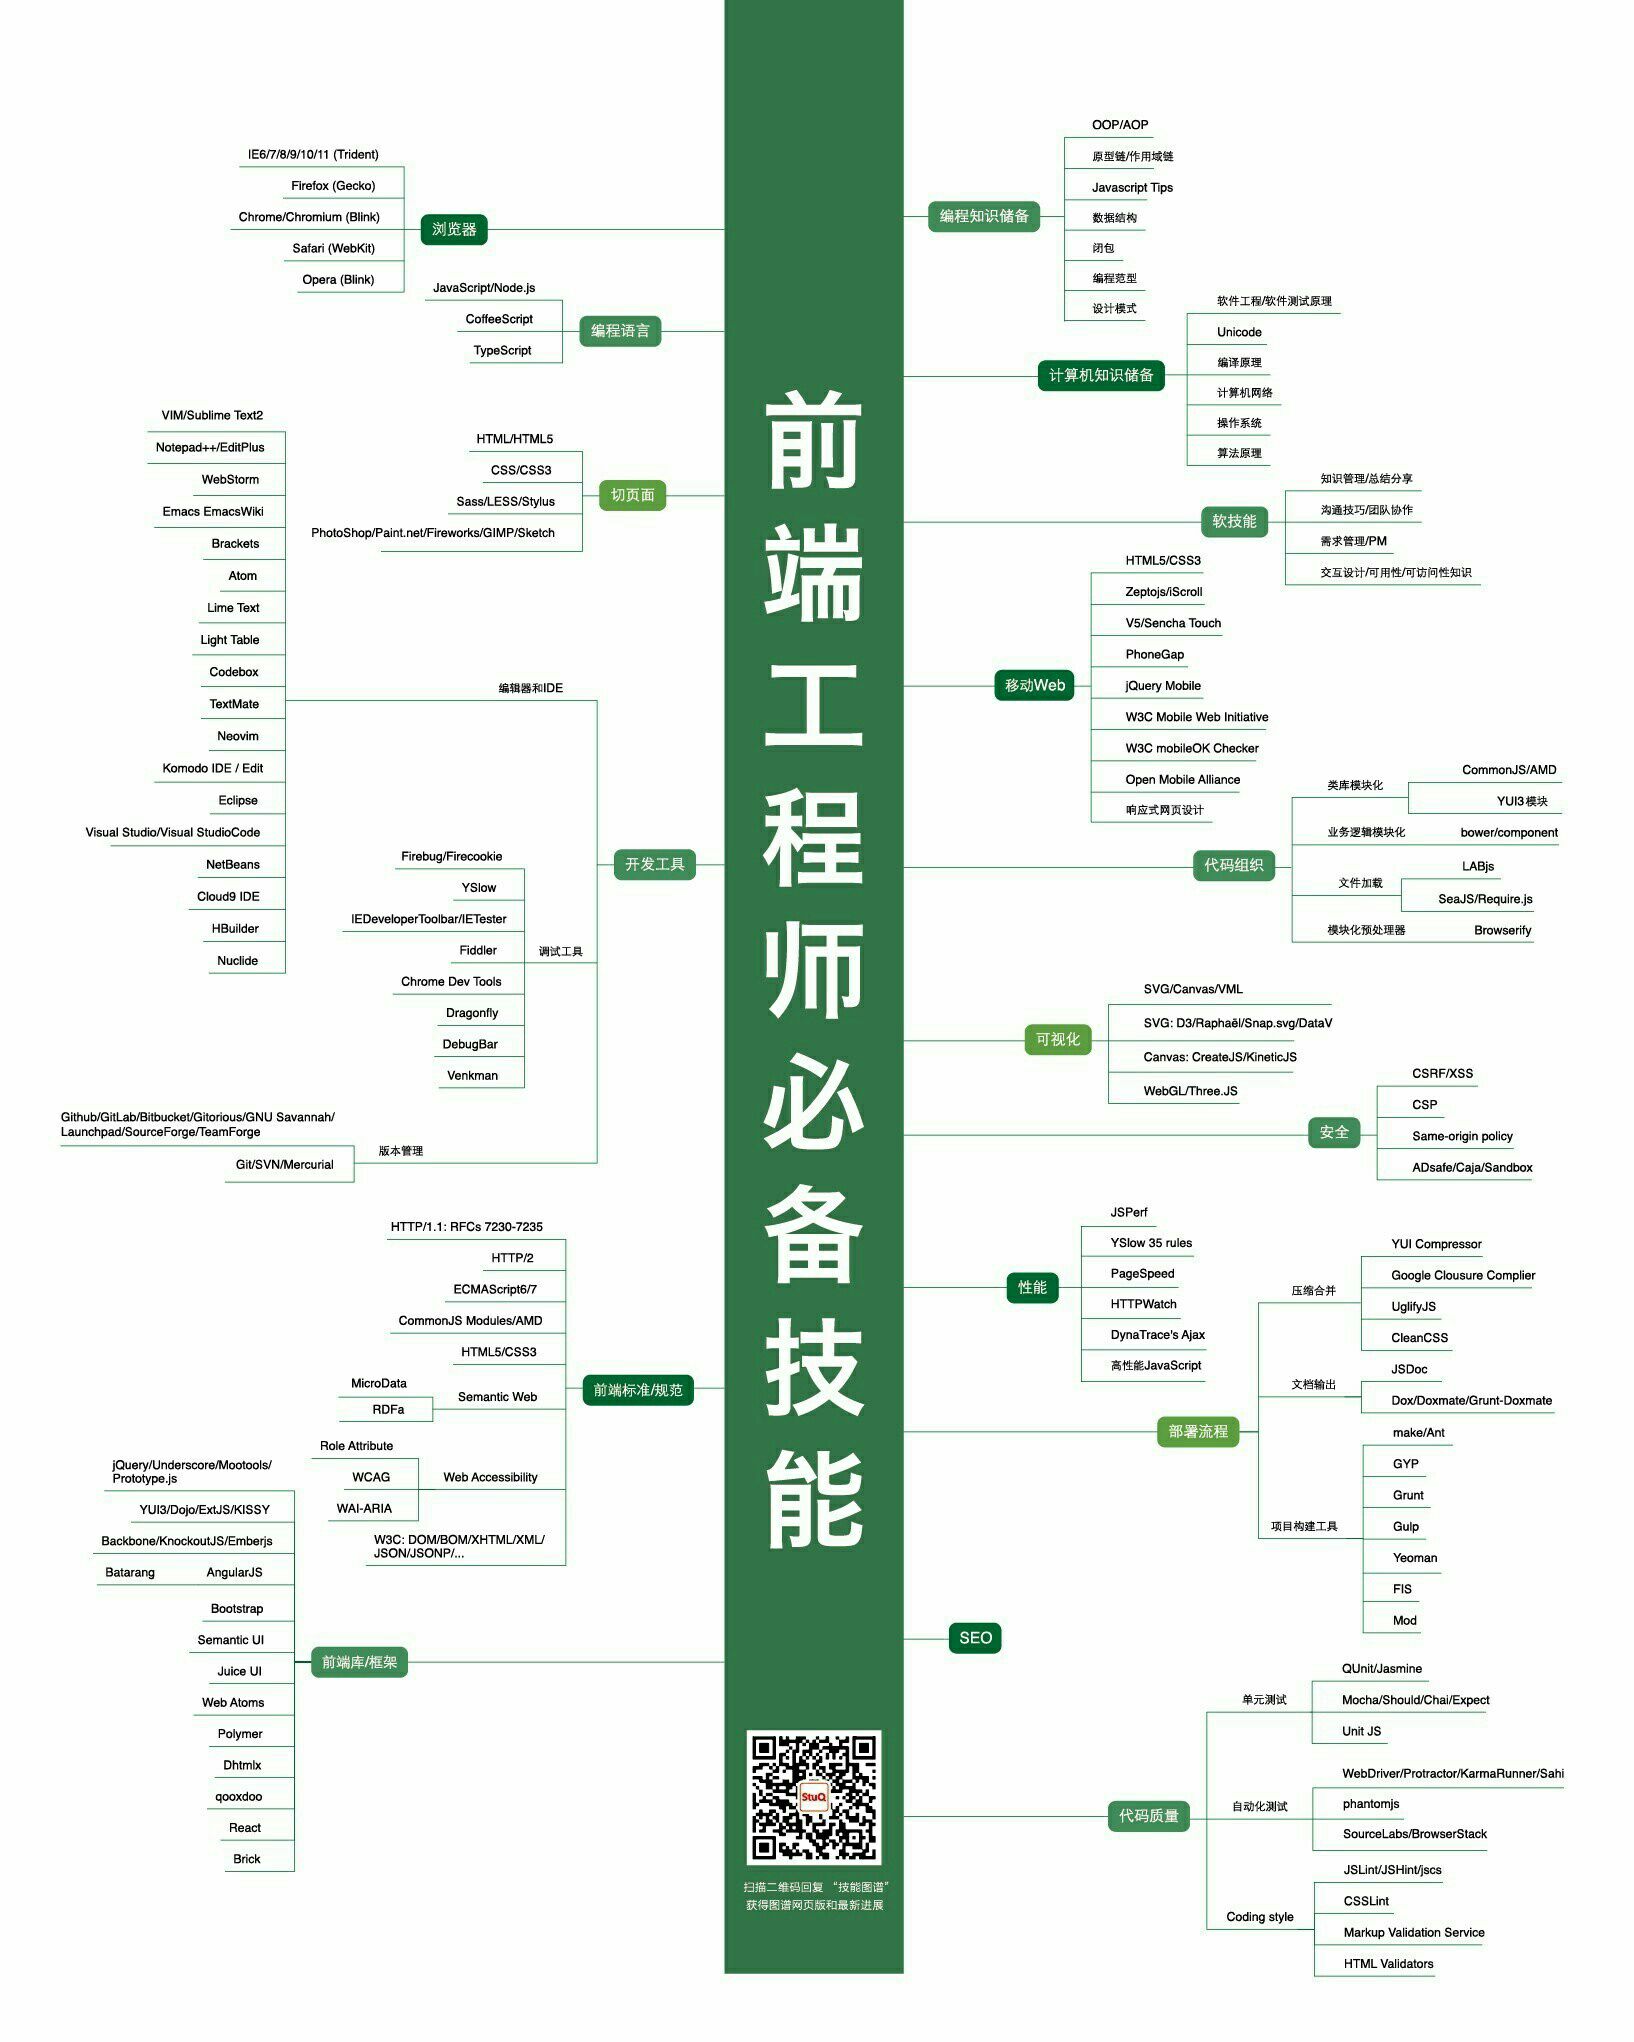 前端工程师必备技能
浏览器
IE6/7/8/9/10/11 (Trident)
Firefox (Gecko)
Chrome/Chromium (Blink)
Safari (WebKit)
Opera (Blink)
编程语言
JavaScript/Node.js
CoffeeScript
TypeScript
切页面
HTML/HTML5
CSS/CSS3
Sass/LESS/Stylus
PhotoShop/Paint.net/Fireworks/GIMP/Sketch
开发工具
编辑器和IDE
VIM/Sublime Text2
Notepad++/EditPlus
WebStorm
Emacs EmacsWiki
Brackets
Atom
Lime Text
Light Table
Codebox
TextMate
Neovim
Komodo IDE / Edit
Eclipse
Visual Studio/Visual StudioCode
NetBeans
Cloud9 IDE
HBuilder
Nuclide
调试工具
Firebug/Firecookie
YSlow
IEDeveloperToolbar/IETester
Fiddler
Chrome Dev Tools
Dragonfly
DebugBar
Venkman
版本管理
Github/GitLab/Bitbucket/Gitorious/GNU Savannah/
Launchpad/SourceForge/TeamForge
Git/SVN/Mercurial
前端标准/规范
HTTP/1.1: RFCs 7230-7235
HTTP/2
ECMAScript6/7
CommonJS Modules/AMD
HTML5/CSS3
Semantic Web
MicroData
RDFa
Web Accessibility
Role Attribute
WCAG
WAI-ARIA
W3C: DOM/BOM/XHTML/XML/
JSON/JSONP/...
前端库/框架
jQuery/Underscore/Mootools/
Prototype.js
YUI3/Dojo/ExtJS/KISSY
Backbone/KnockoutJS/Emberjs
Batarang AngularJS
Bootstrap
Semantic UI
Juice UI
Web Atoms
Polymer
Dhtmlx
qooxdoo
React
Brick
编程知识储备
OOP/AOP
原型链/作用域链
Javascript Tips
数据结构
闭包
编程范型
设计模式
计算机知识储备
软件工程/软件测试原理
Unicode
编译原理
计算机网络
操作系统
算法原理
软技能
知识管理/总结分享
沟通技巧/团队协作
需求管理/PM
交互设计/可用性/可访问性知识
移动Web
HTML5/CSS3
Zeptojs/iScroll
V5/Sencha Touch
PhoneGap
jQuery Mobile
W3C Mobile Web Initiative
W3C mobileOK Checker
Open Mobile Alliance
响应式网页设计
代码组织
类库模块化
CommonJS/AMD
YUI3模块
业务逻辑模块化 bower/component
文件加载
LABjs
SeaJS/Require.js
模块化预处理器 Browserify
可视化
SVG/Canvas/VML
SVG: D3/Raphaël/Snap.svg/DataV
Canvas: CreateJS/KineticJS
WebGL/Three.JS
安全
CSRF/XSS
CSP
Same-origin policy
ADsafe/Caja/Sandbox
性能
JSPerf
YSlow 35 rules
PageSpeed
HTTPWatch
DynaTrace's Ajax
高性能JavaScript
部署流程
压缩合并
YUI Compressor
Google Clousure Complier
UglifyJS
CleanCSS
文档输出
JSDoc
Dox/Doxmate/Grunt-Doxmate
项目构建工具
make/Ant
GYP
Grunt
Gulp
Yeoman
FIS
Mod
SEO
代码质量
单元测试
QUnit/Jasmine
Mocha/Should/Chai/Expect
Unit JS
自动化测试
WebDriver/Protractor/KarmaRunner/Sahi
phantomjs
SourceLabs/BrowserStack
Coding style
JSLint/JSHint/jscs
CSSLint
Markup Validation Service
HTML Validators
StuQ
扫描二维码回复 “技能图谱”
获得图谱网页版和最新进展